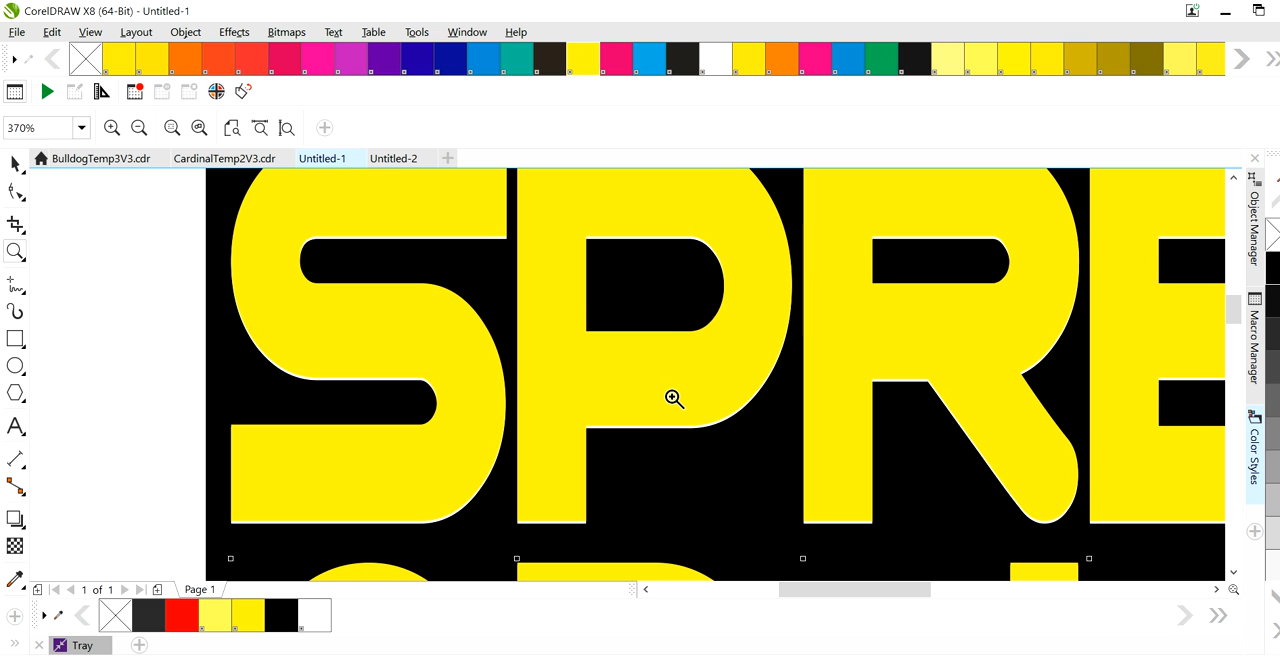 CorelDRAW X8 (64-Bit) - Untitled-1
File Edit View Layout Object Effects Bitmaps Text Table Tools Window Help
370%
BulldogTemp3V3.cdr CardinalTemp2V3.cdr Untitled-1 Untitled-2
SPRE
Object Manager
Macro Manager
Color Styles
1 of 1 Page 1
Tray